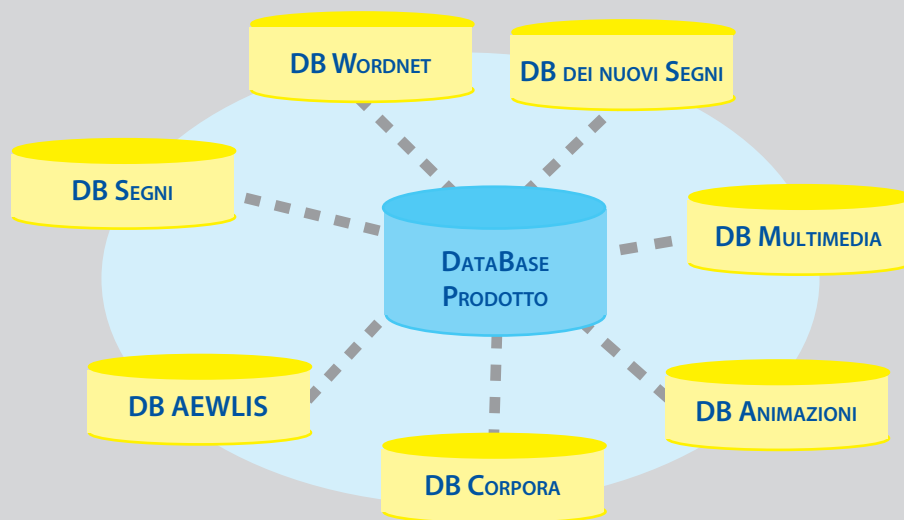 DB Wordnet
DB dei nuovi Segni
DB Segni
DB Multimedia
DataBase
Prodotto
DB AEWLIS
DB Animazioni
DB Corpora